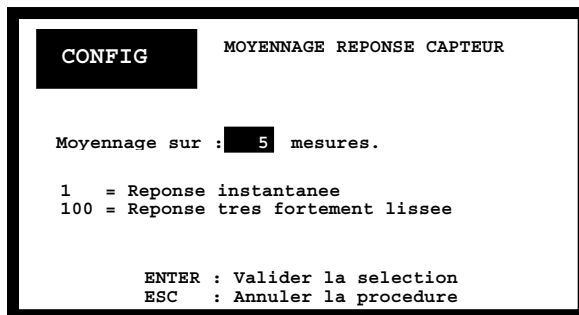 CONFIG
MOYENNAGE REPONSE CAPTEUR
Moyennage sur : 5 mesures.
1 = Reponse instantanee
100 = Reponse tres fortement lissee
ENTER : Valider la selection
ESC : Annuler la procedure